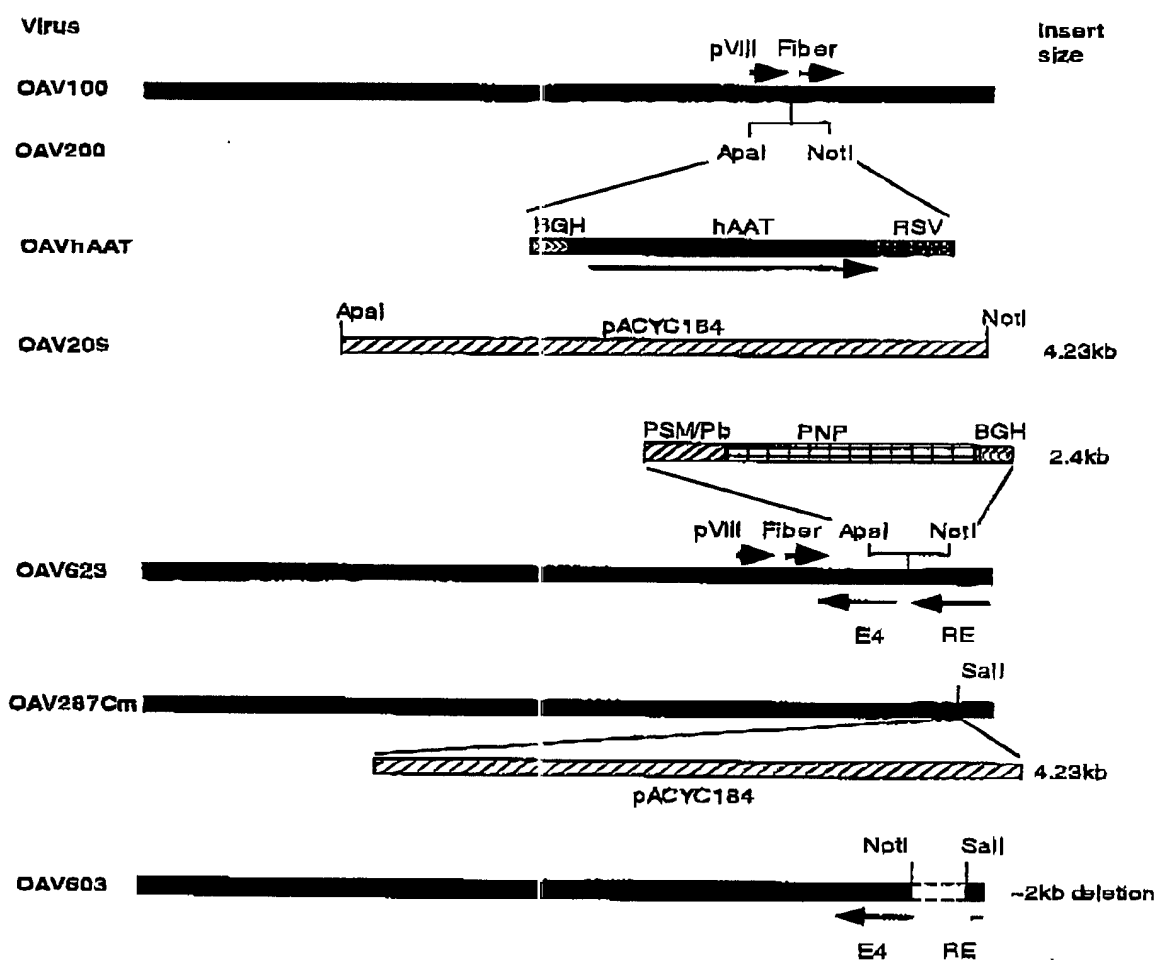 Virus
Insert size
pVIII Fiber
OAV100
OAV200
ApaI NotI
BGH hAAT RSV
OAVhAAT
ApaI pACYC184 NotI
OAV209
4.23kb
PSM/Pb PNP BGH
2.4kb
pVIII Fiber ApaI NotI
OAV623
E4 RE
SalI
OAV287Cm
4.23kb
pACYC184
NotI SalI
OAV603
~2kb deletion
E4 RE